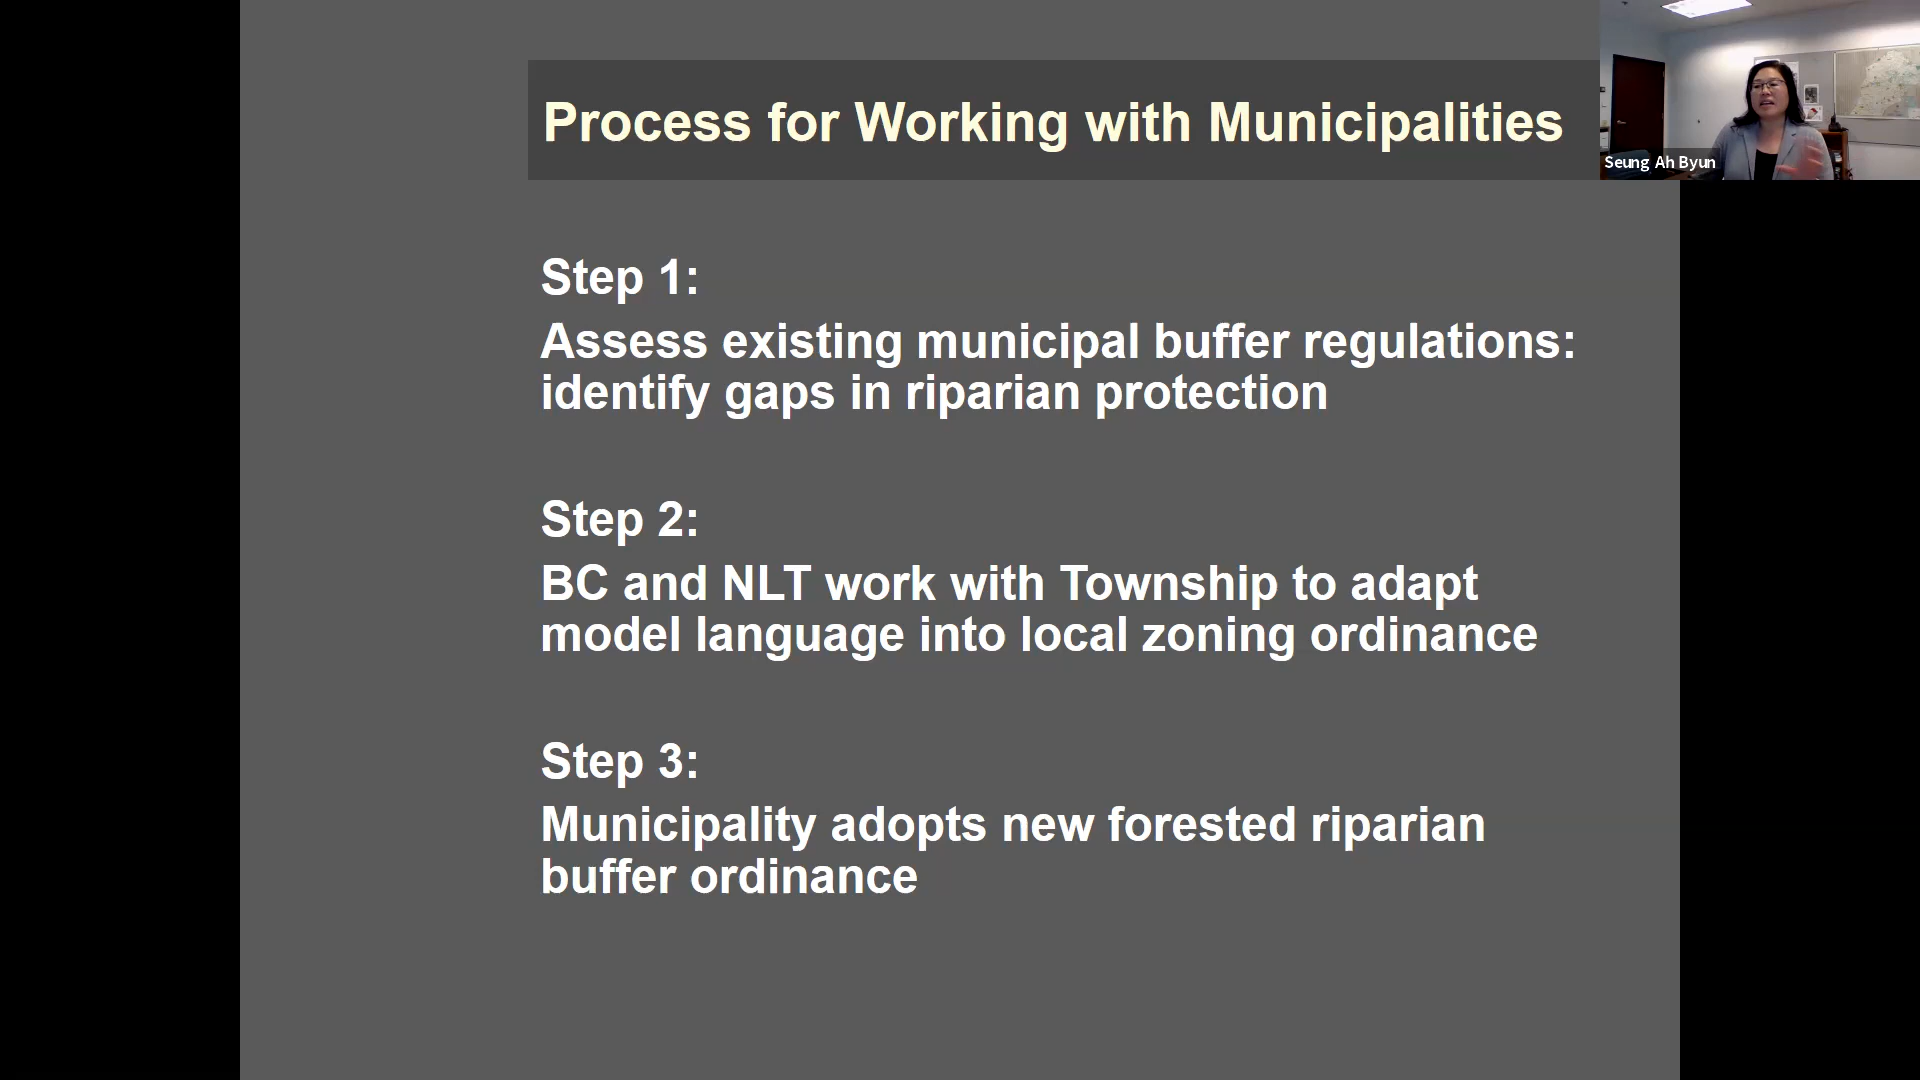 Process for Working with Municipalities
Seung Ah Byun
Step 1:
Assess existing municipal buffer regulations:
identify gaps in riparian protection
Step 2:
BC and NLT work with Township to adapt
model language into local zoning ordinance
Step 3:
Municipality adopts new forested riparian
buffer ordinance